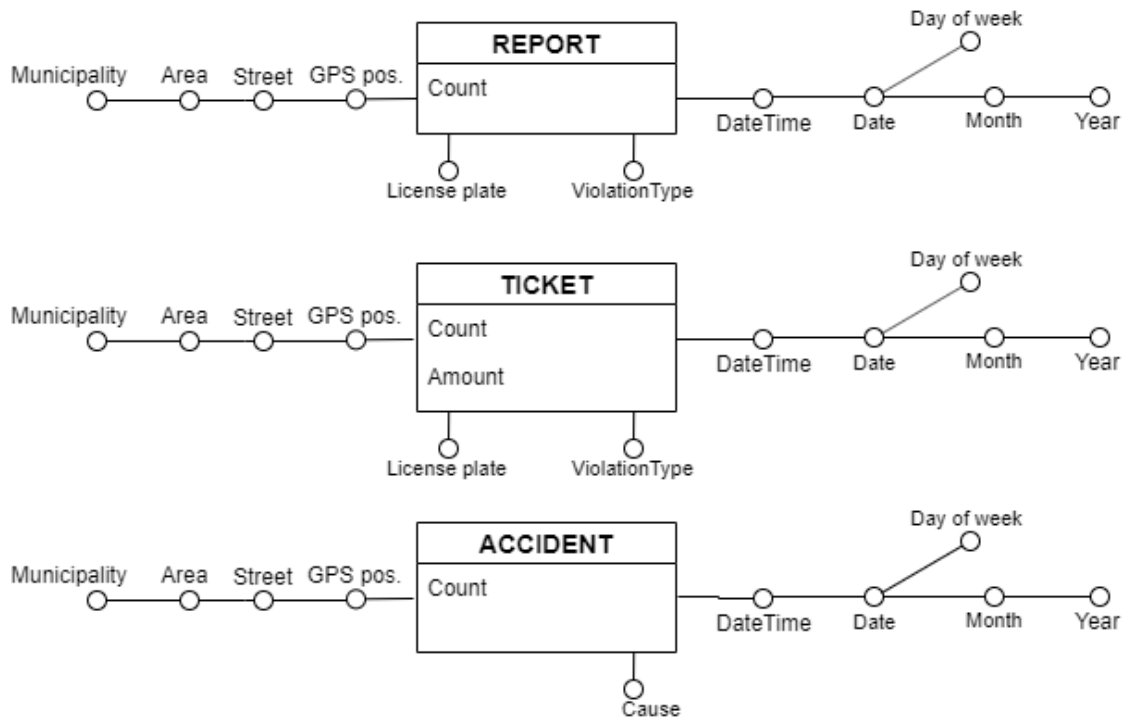 Day of week
REPORT
Municipality Area Street GPS pos.
Count
DateTime Date Month Year
License plate ViolationType
Day of week
TICKET
Municipality Area Street GPS pos.
Count
DateTime Date Month Year
Amount
License plate ViolationType
Day of week
ACCIDENT
Municipality Area Street GPS pos.
Count
DateTime Date Month Year
Cause